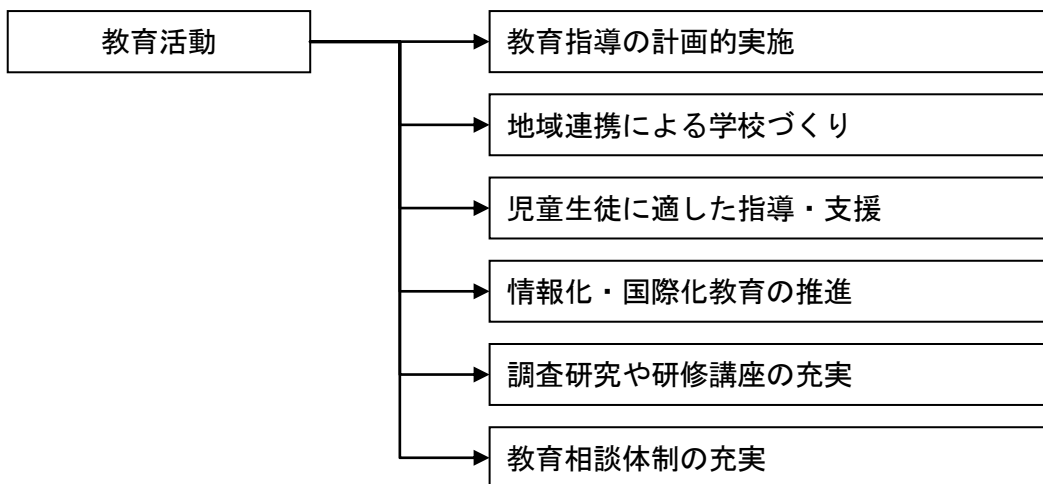 教育活動
教育指導の計画的実施
地域連携による学校づくり
児童生徒に適した指導・支援
情報化・国際化教育の推進
調査研究や研修講座の充実
教育相談体制の充実